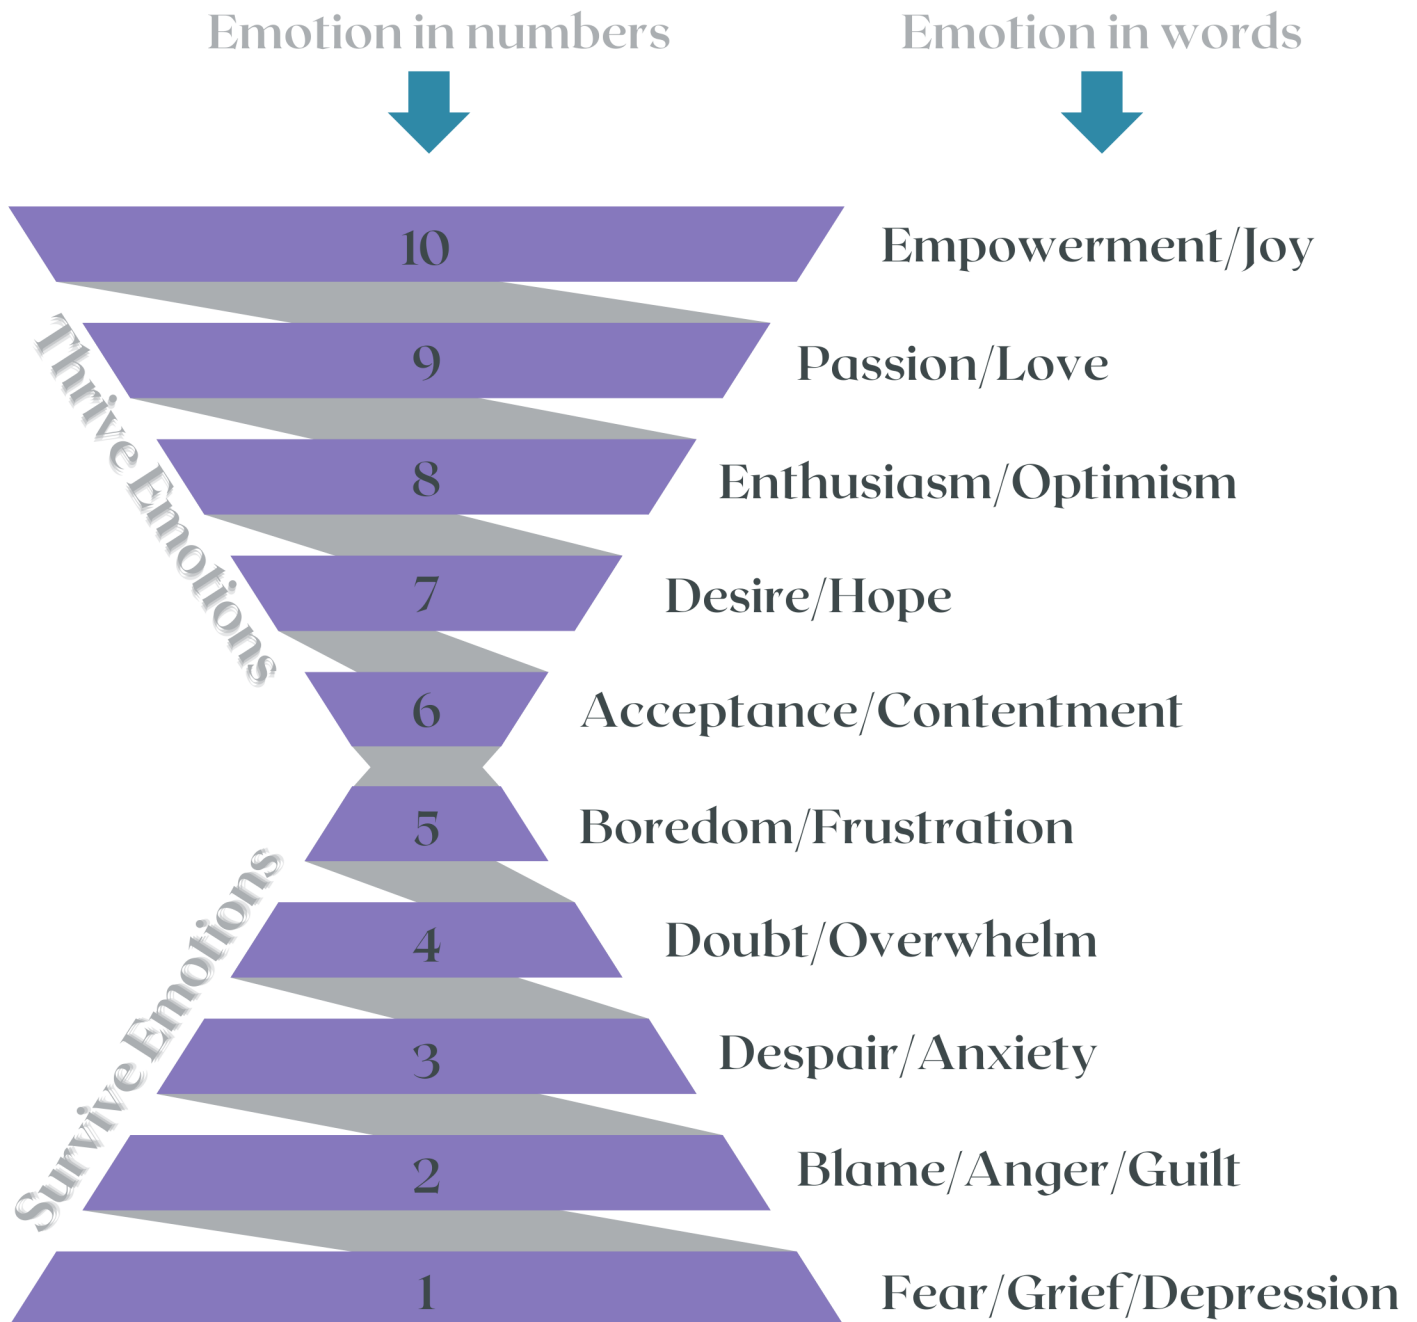 Emotion in numbers
Emotion in words
10
Empowerment/Joy
9
Passion/Love
8
Enthusiasm/Optimism
7
Desire/Hope
6
Acceptance/Contentment
Thrive Emotions
5
Boredom/Frustration
4
Doubt/Overwhelm
3
Despair/Anxiety
2
Blame/Anger/Guilt
1
Fear/Grief/Depression
Survive Emotions